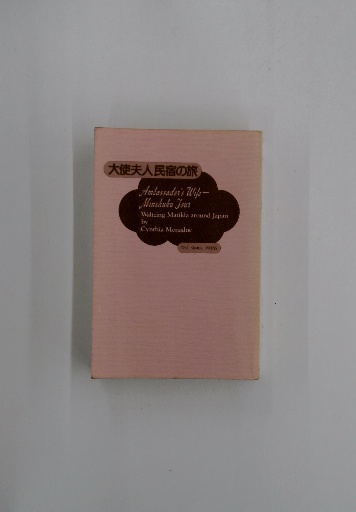 大使夫人民宿の旅
Ambassador's Wife—
Minshuku Tour
Waltzing Matilda around Japan
by
Cynthia Menadue